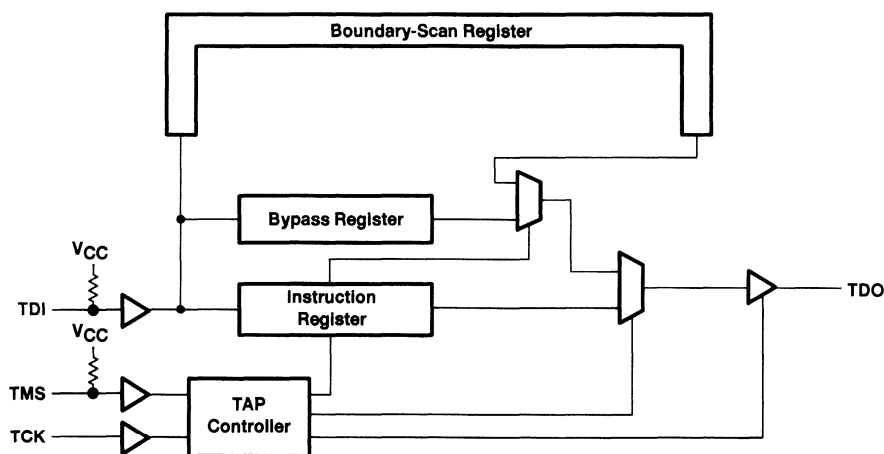 Boundary-Scan Register
Bypass Register
VCC
TDI
Instruction
Register
VCC
TMS
TCK
TAP
Controller
TDO